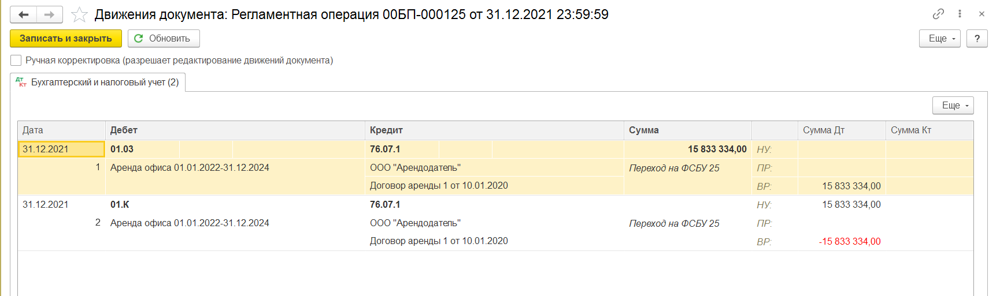 Движения документа: Регламентная операция 00БП-000125 от 31.12.2021 23:59:59
Записать и закрыть Обновить Еще ?
Ручная корректировка (разрешает редактирование движений документа)
Дт Кт Бухгалтерский и налоговый учет (2)
Еще
Дата Дебет Кредит Сумма Сумма Дт Сумма Кт
31.12.2021 01.03 76.07.1 15 833 334,00 НУ:
1 Аренда офиса 01.01.2022-31.12.2024 ООО "Арендодатель" Переход на ФСБУ 25 ПР:
Договор аренды 1 от 10.01.2020 ВР: 15 833 334,00
31.12.2021 01.К 76.07.1 НУ: 15 833 334,00
2 Аренда офиса 01.01.2022-31.12.2024 ООО "Арендодатель" Переход на ФСБУ 25 ПР:
Договор аренды 1 от 10.01.2020 ВР: -15 833 334,00